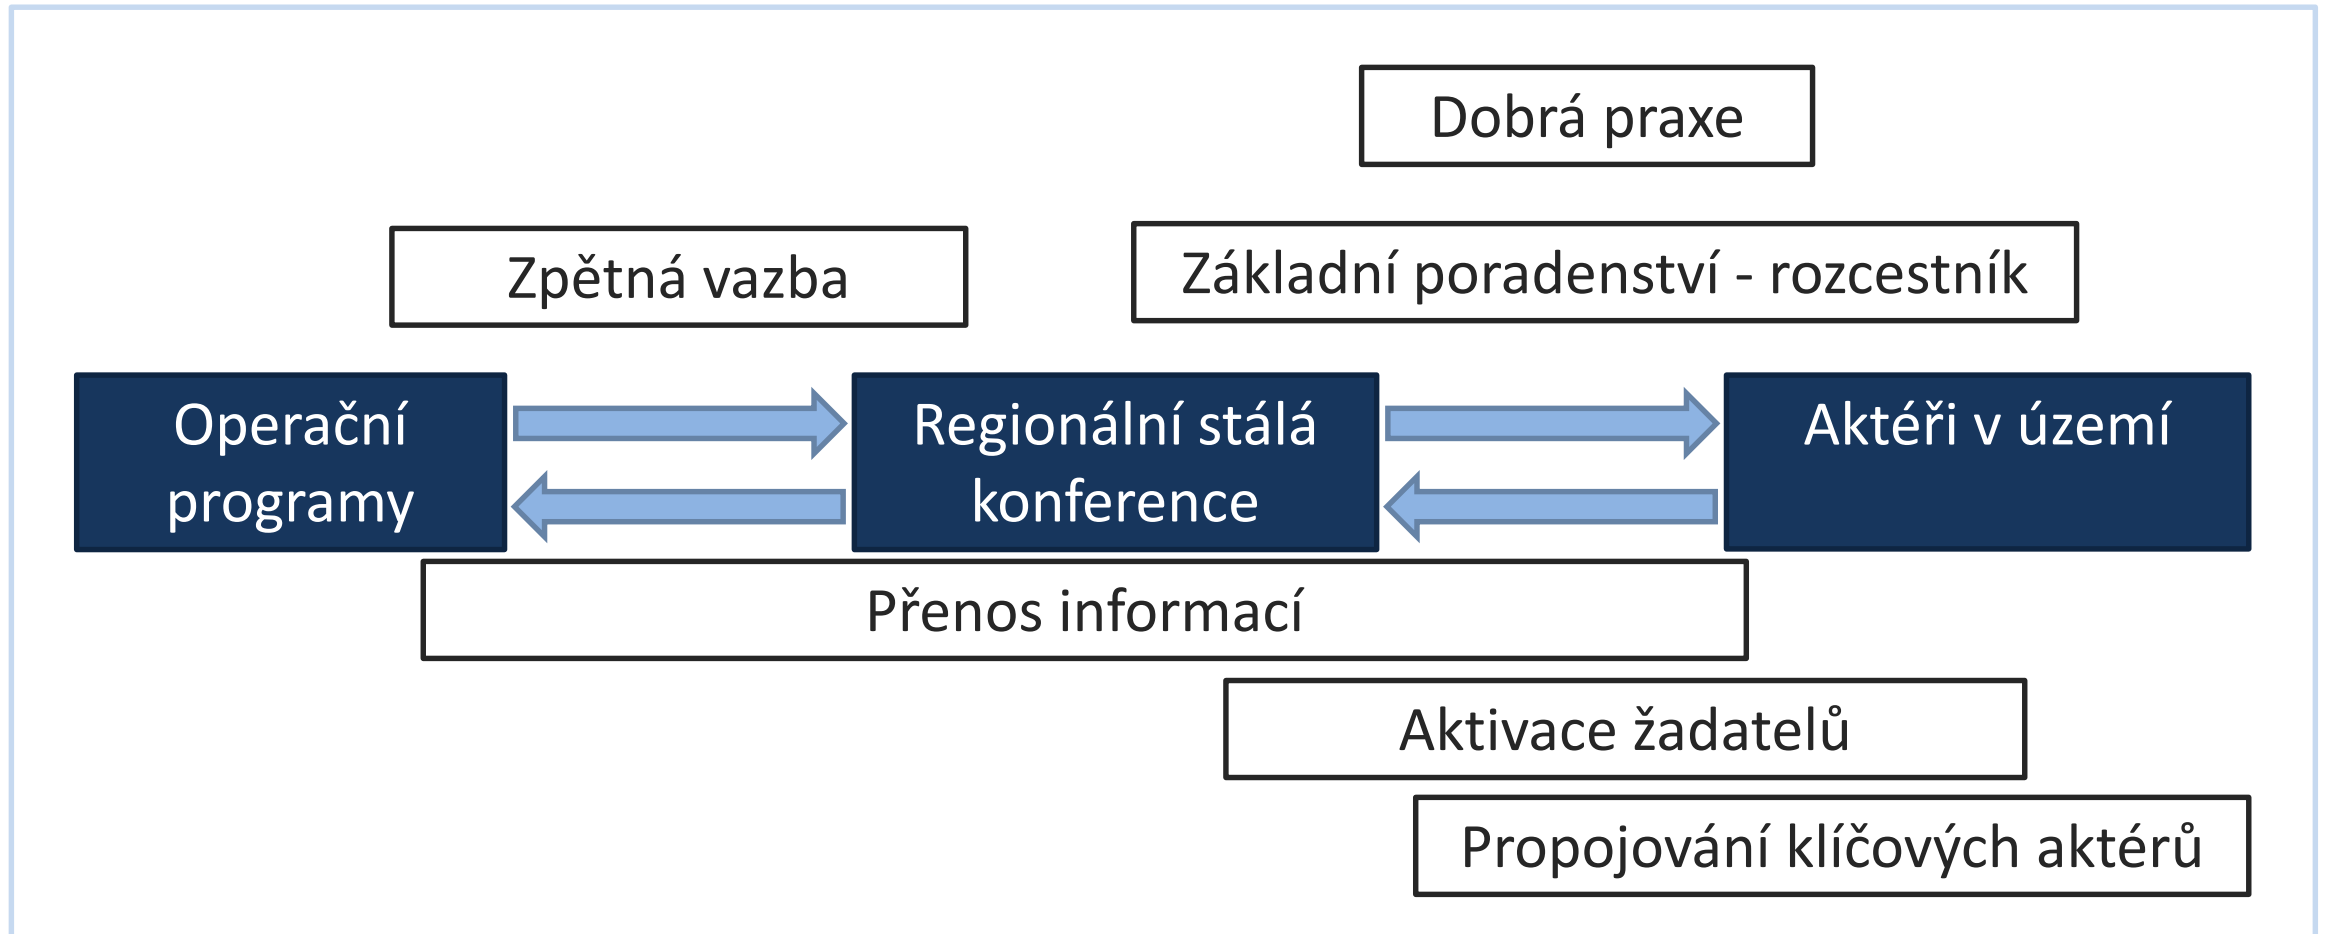 Dobrá praxe
Zpětná vazba
Základní poradenství - rozcestník
Operační
programy
Regionální stálá
konference
Aktéři v území
Přenos informací
Aktivace žadatelů
Propojování klíčových aktérů